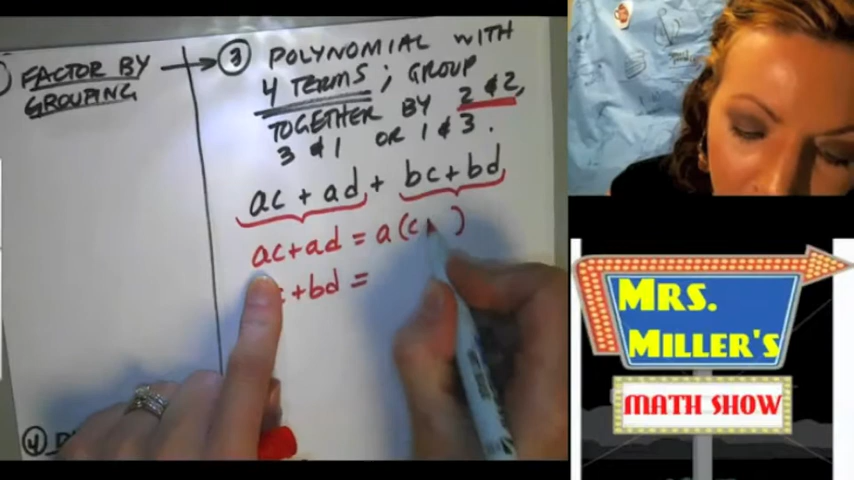 FACTOR BY
GROUPING
3 POLYNOMIAL WITH
4 TERMS; GROUP
TOGETHER BY 2 & 2,
3 & 1 OR 1 & 3.
ac + ad + bc + bd
ac + ad = a(c )
+ bd =
4
MRS.
MILLER'S
MATH SHOW